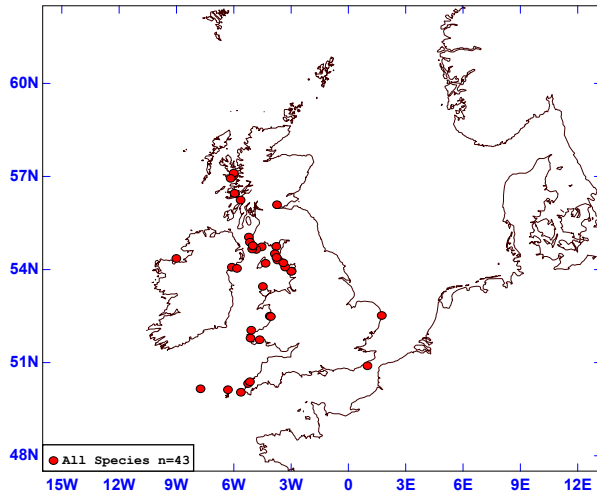 60N
57N
54N
51N
48N
All Species n=43
15W 12W 9W 6W 3W 0 3E 6E 9E 12E